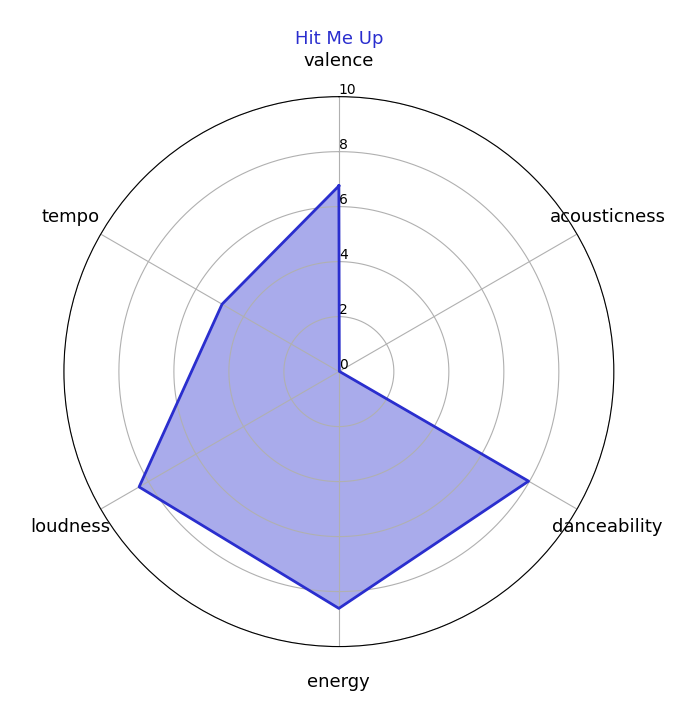 Hit Me Up
valence
10
8
tempo
acousticness
6
4
2
0
loudness
danceability
energy